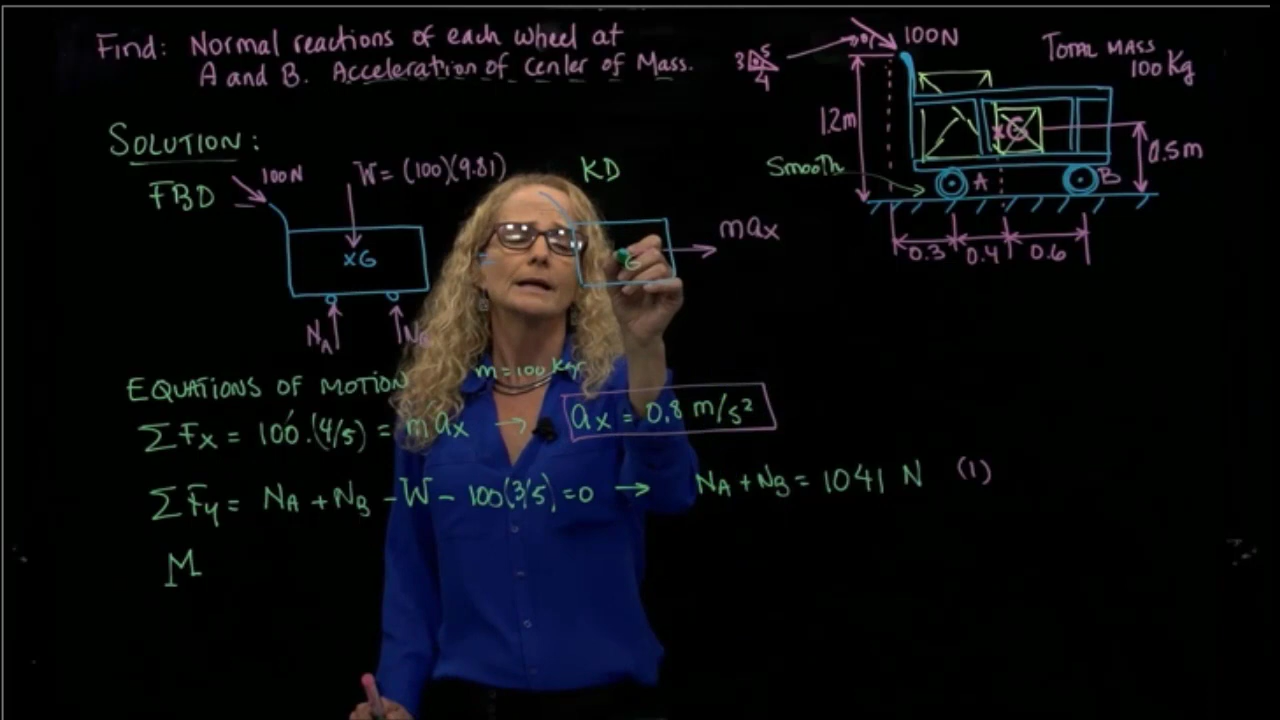 Find: Normal reactions of each wheel at
A and B. Acceleration of Center of Mass.
3 5
4
100N
TOTAL MASS
100 Kg
1.2m
G
0.5m
Smooth
A
B
0.3 0.4 0.6
SOLUTION:
FBD
100N
W = (100)(9.81)
xG
NA
KD
=
G
max
EQUATIONS OF MOTION
m = 100 kgr
ΣFx = 100.(4/5) = max → ax = 0.8 m/s²
ΣFy = NA + NB - W - 100(3/5) = 0 → NA + NB = 1041 N (1)
M